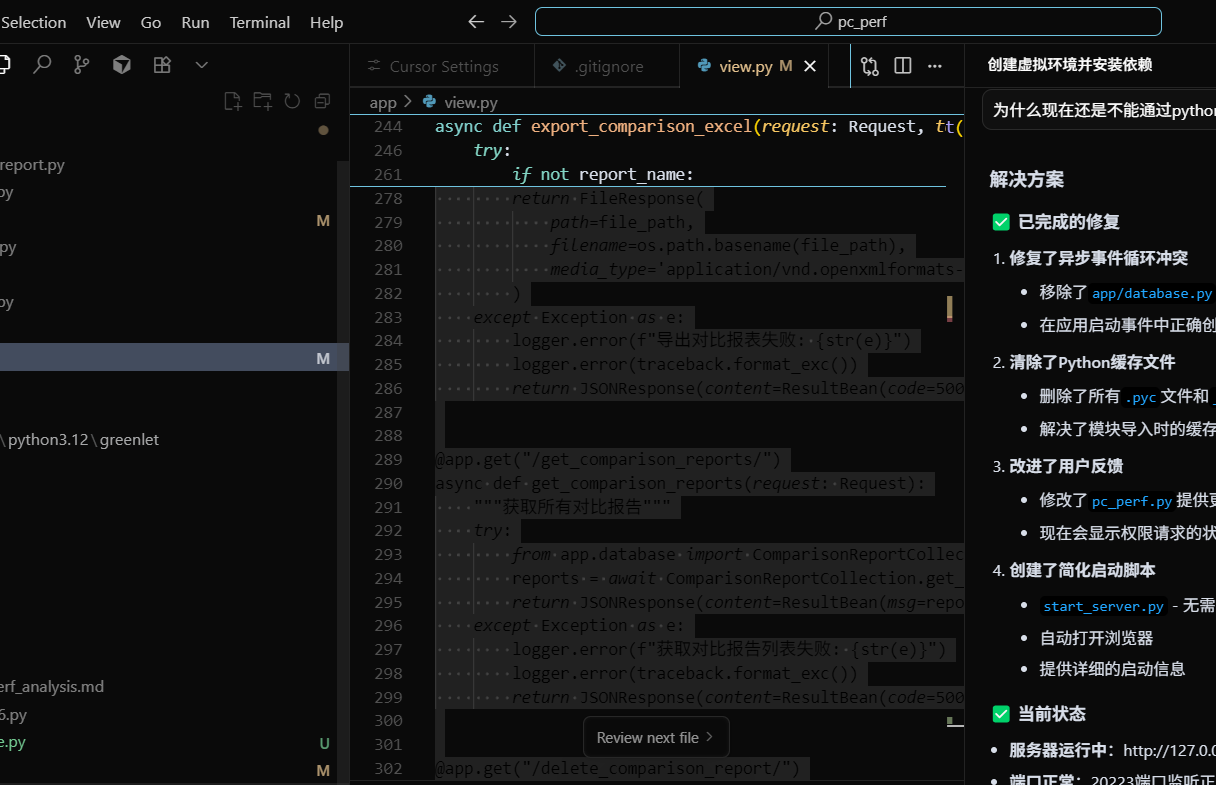 Selection View Go Run Terminal Help
pc_perf
Cursor Settings
.gitignore
view.py M
创建虚拟环境并安装依赖
app > view.py
为什么现在还是不能通过python
report.py
py
M
py
py
M
\python3.12\greenlet
erf_analysis.md
6.py
e.py
U
M
244 async def export_comparison_excel(request: Request,
246 try:
261 if not report_name:
278 return FileResponse(
279 path=file_path,
280 filename=os.path.basename(file_path),
281 media_type='application/vnd.openxmlformats-
282 )
283 except Exception as e:
284 logger.error(f"导出对比报表失败: {str(e)}")
285 logger.error(traceback.format_exc())
286 return JSONResponse(content=ResultBean(code=500
287
288
289 @app.get("/get_comparison_reports/")
290 async def get_comparison_reports(request: Request):
291 """获取所有对比报告"""
292 try:
293 from app.database import ComparisonReportCollec
294 reports = await ComparisonReportCollection.get_
295 return JSONResponse(content=ResultBean(msg=repo
296 except Exception as e:
297 logger.error(f"获取对比报告列表失败: {str(e)}")
298 logger.error(traceback.format_exc())
299 return JSONResponse(content=ResultBean(code=500
300
301
302 @app.get("/delete_comparison_report/")
Review next file >
解决方案
✅ 已完成的修复
1. 修复了异步事件循环冲突
• 移除了 app/database.py
• 在应用启动事件中正确创
2. 清除了Python缓存文件
• 删除了所有 .pyc 文件和
• 解决了模块导入时的缓存
3. 改进了用户反馈
• 修改了 pc_perf.py 提供更
• 现在会显示权限请求的状
4. 创建了简化启动脚本
• start_server.py - 无需
• 自动打开浏览器
• 提供详细的启动信息
✅ 当前状态
• 服务器运行中：http://127.0.0
• 端口正常：20223端口监听正